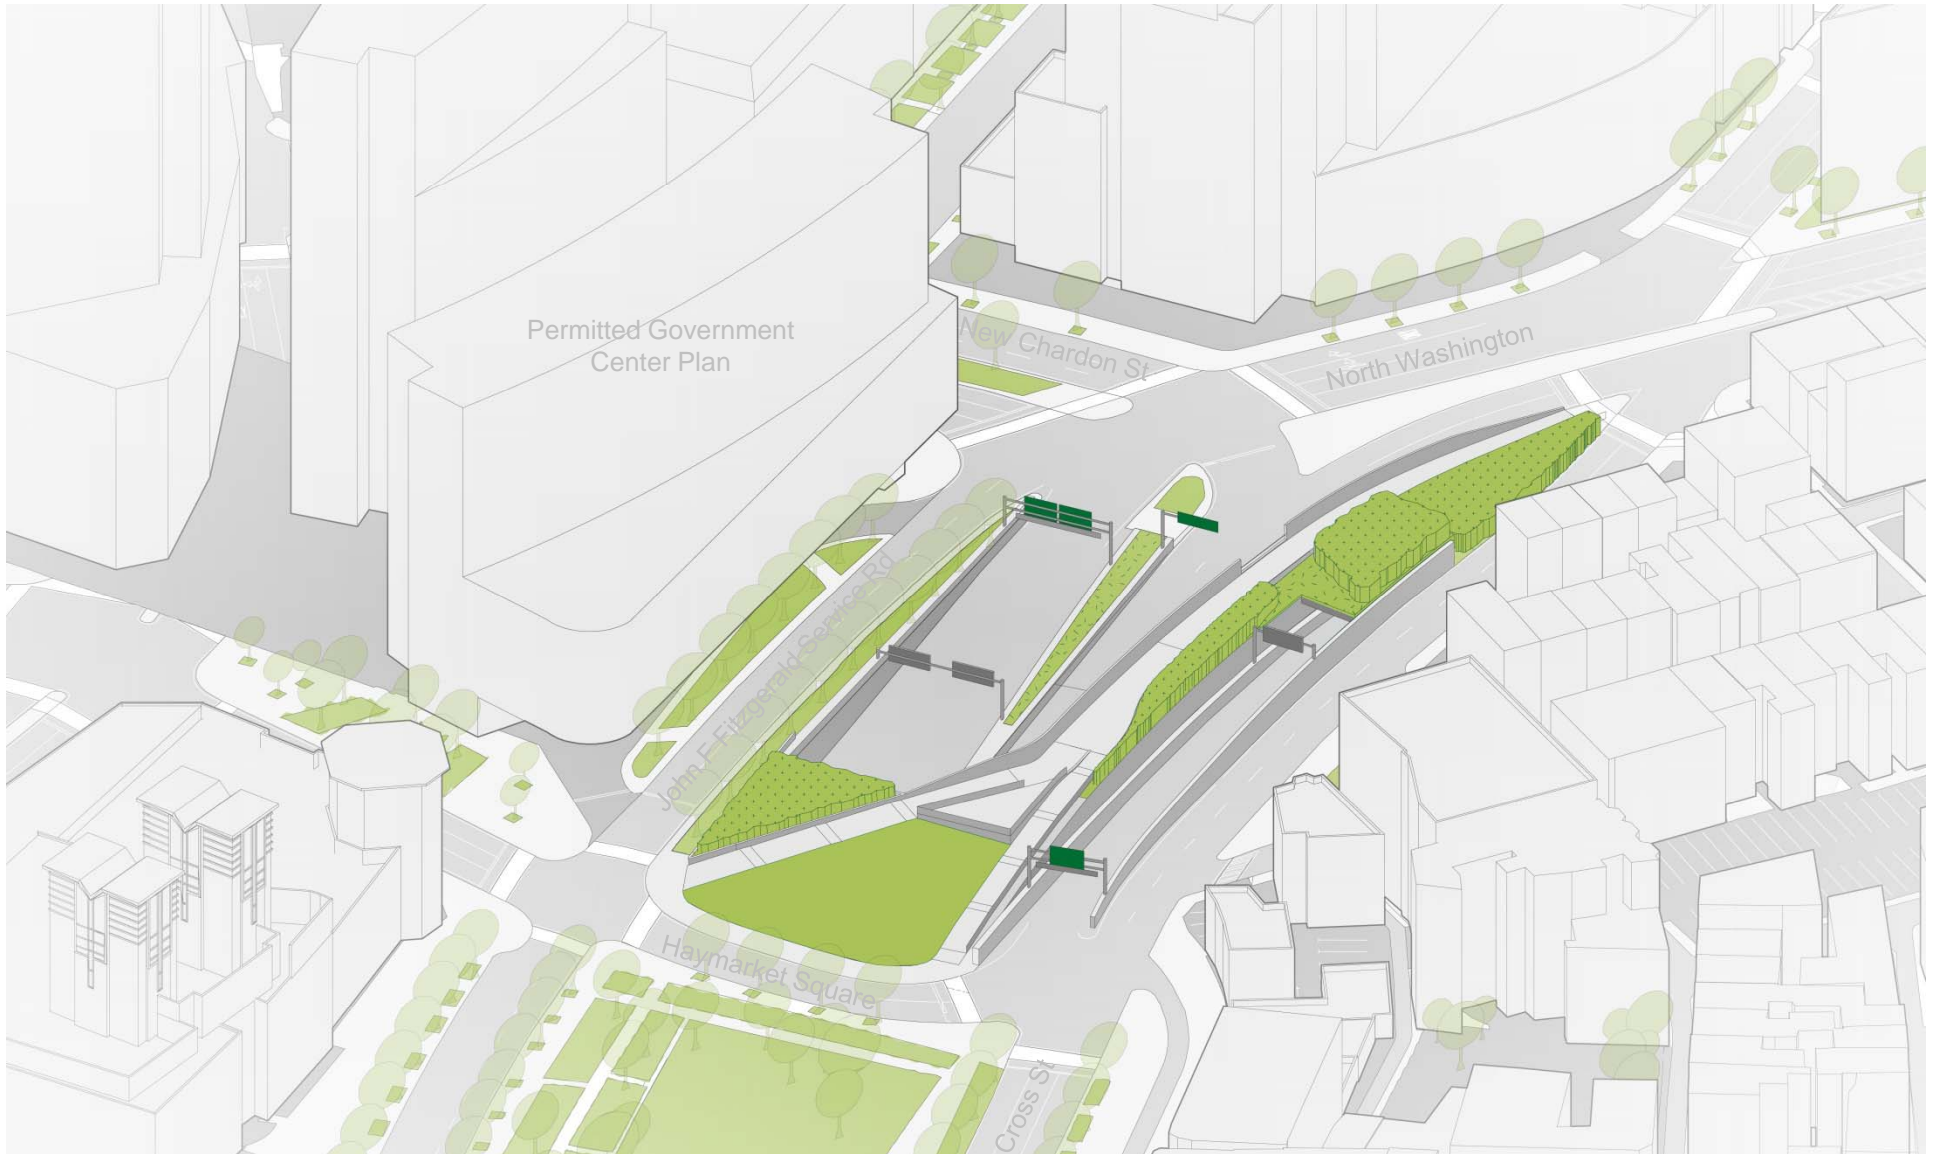 Permitted Government
Center Plan
New Chardon St
North Washington
John F Fitzgerald Service Rd
Haymarket Square
Cross St